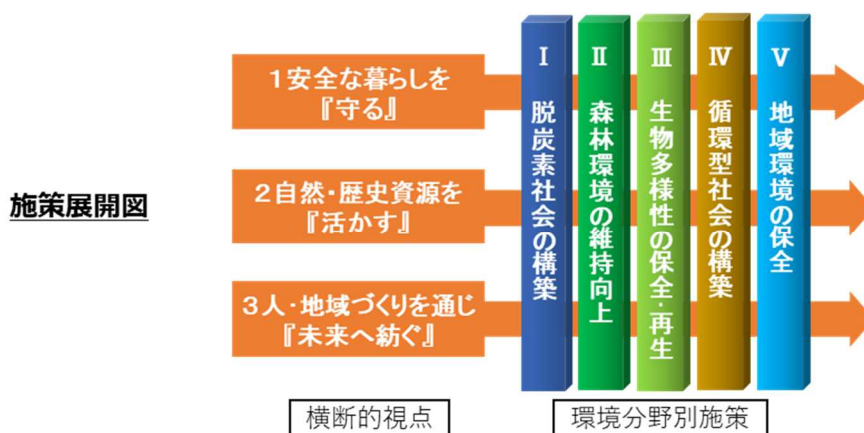 施策展開図
1安全な暮らしを
『守る』
2自然・歴史資源を
『活かす』
3人・地域づくりを通じ
『未来へ紡ぐ』
Ⅰ 脱炭素社会の構築
Ⅱ 森林環境の維持向上
Ⅲ 生物多様性の保全・再生
Ⅳ 循環型社会の構築
Ⅴ 地域環境の保全
横断的視点
環境分野別施策